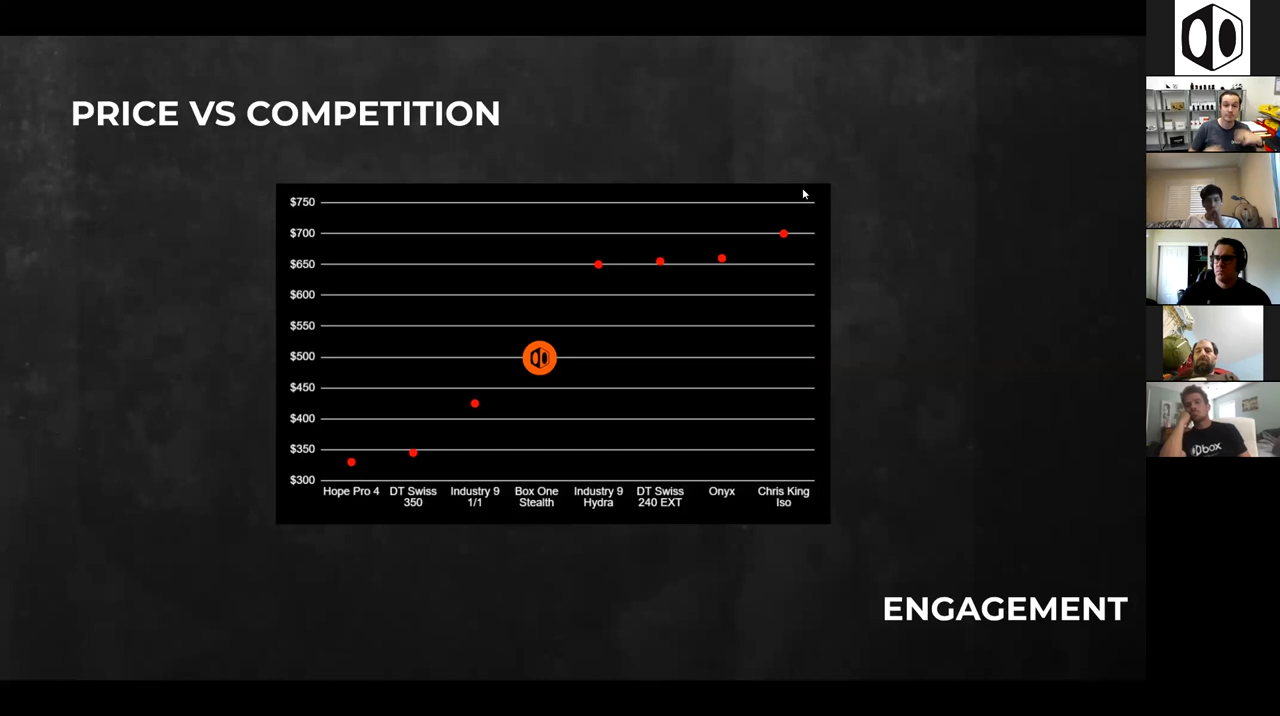 PRICE VS COMPETITION
$750
$700
$650
$600
$550
$500
$450
$400
$350
$300
Hope Pro 4
DT Swiss
350
Industry 9
1/1
Box One
Stealth
Industry 9
Hydra
DT Swiss
240 EXT
Onyx
Chris King
Iso
ENGAGEMENT
box